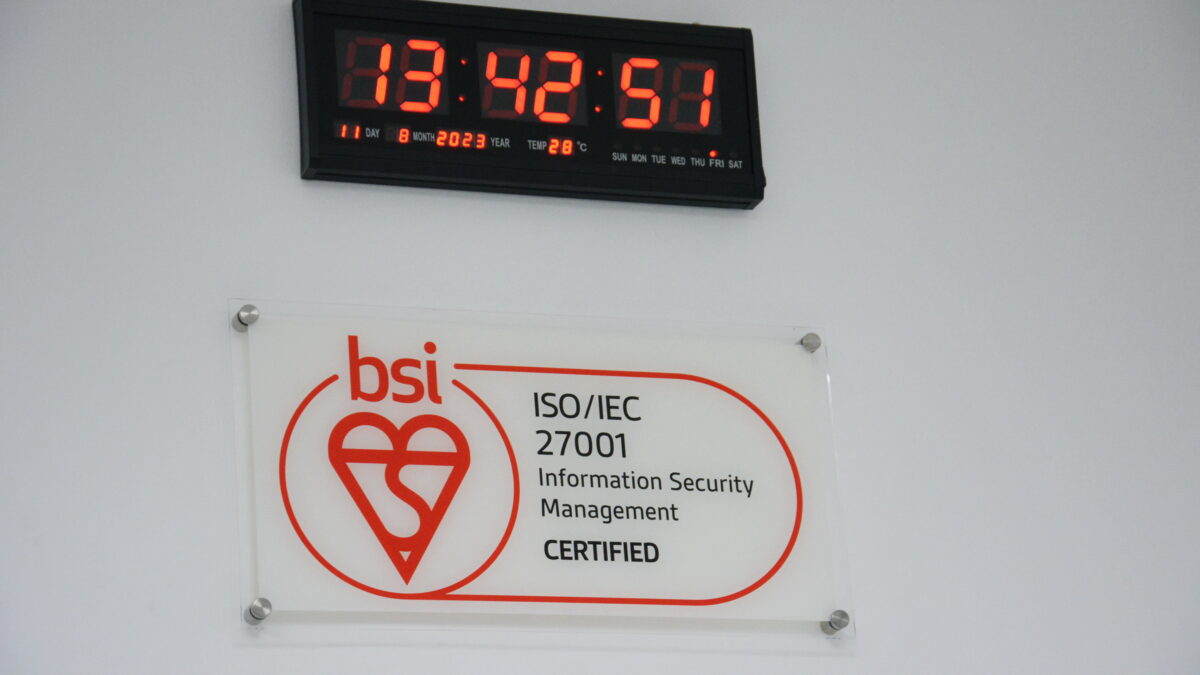 13:42:51
11 DAY 8 MONTH 2023 YEAR TEMP 28 °C
SUN MON TUE WED THU FRI SAT
bsi
ISO/IEC
27001
Information Security
Management
CERTIFIED